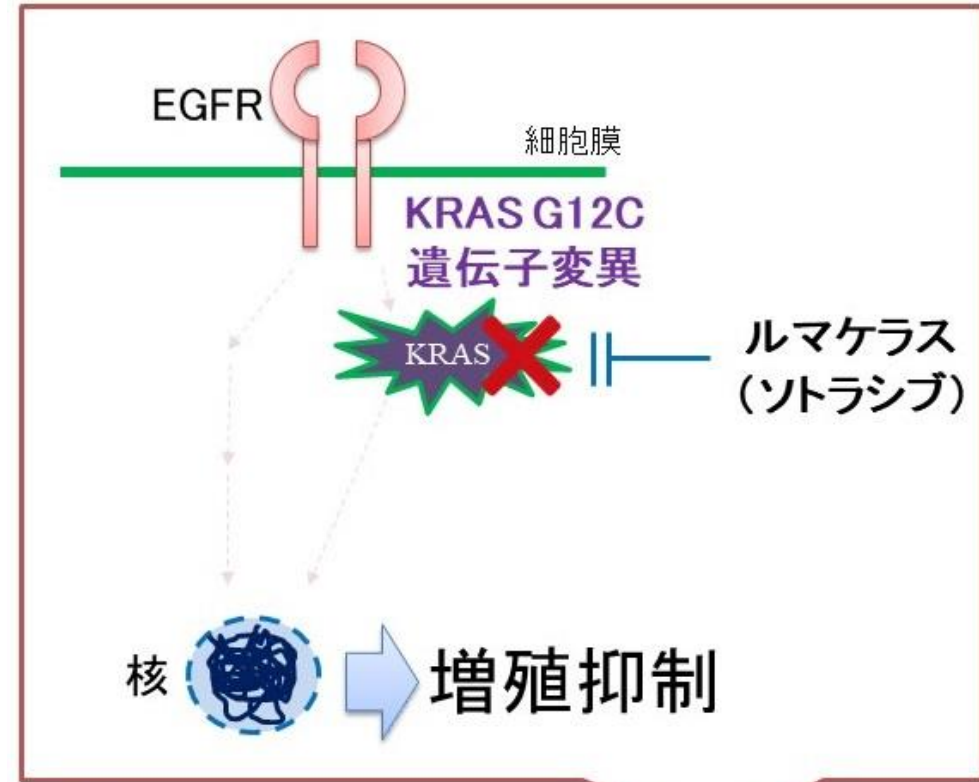 EGFR
細胞膜
KRAS G12C
遺伝子変異
KRAS
ルマケラス
（ソトラシブ）
核
増殖抑制